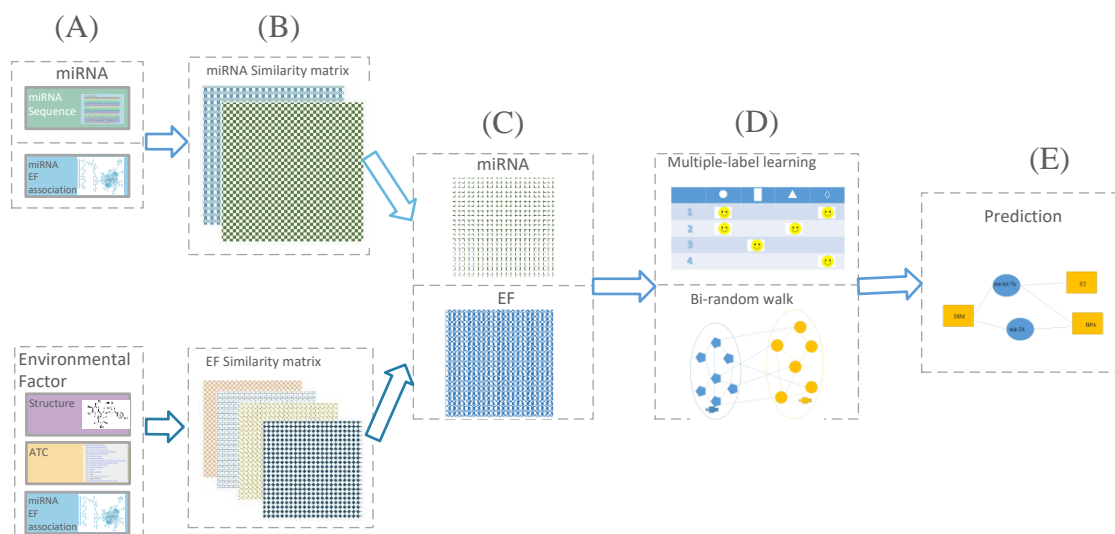 (A)
miRNA
miRNA
Sequence
miRNA
EF
association
Environmental
Factor
Structure
ATC
miRNA
EF
association
(B)
miRNA Similarity matrix
EF Similarity matrix
(C)
miRNA
EF
(D)
Multiple-label learning
1
2
3
4
Bi-random walk
(E)
Prediction
DIM
BPA